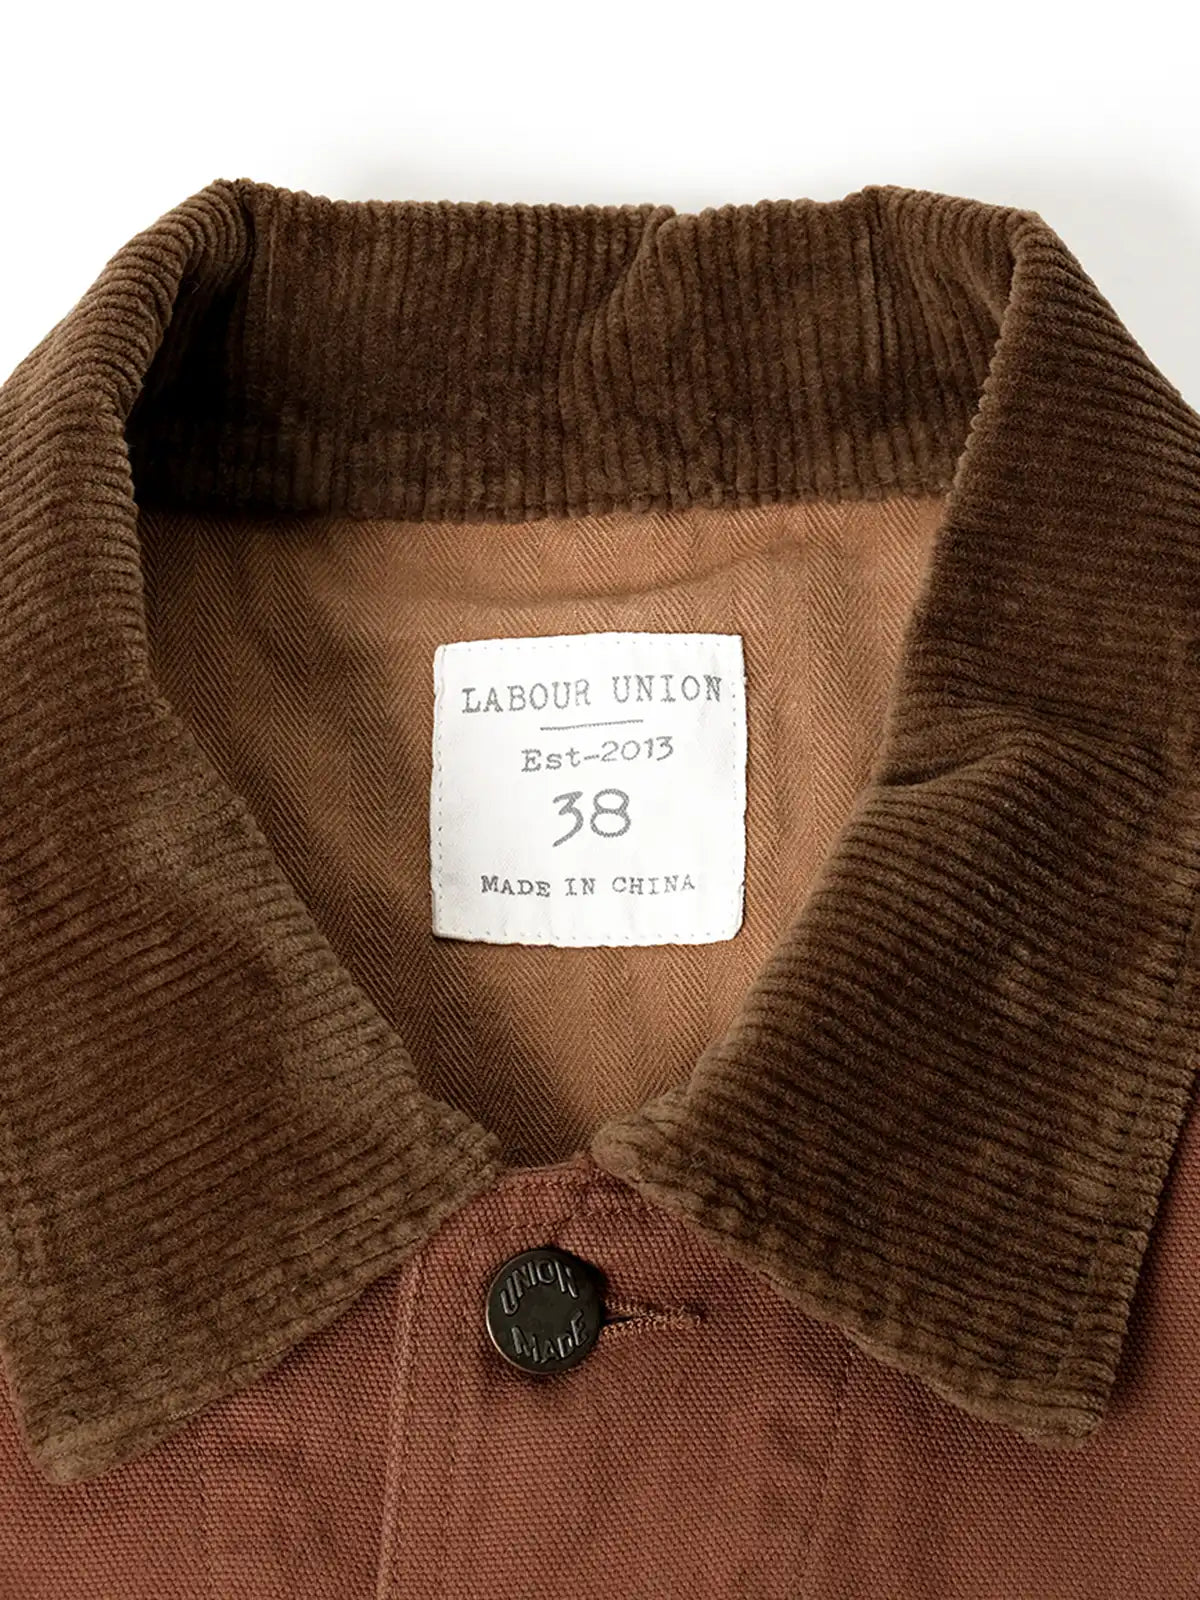 LABOUR UNION
Est-2013
38
MADE IN CHINA
UNION
MADE